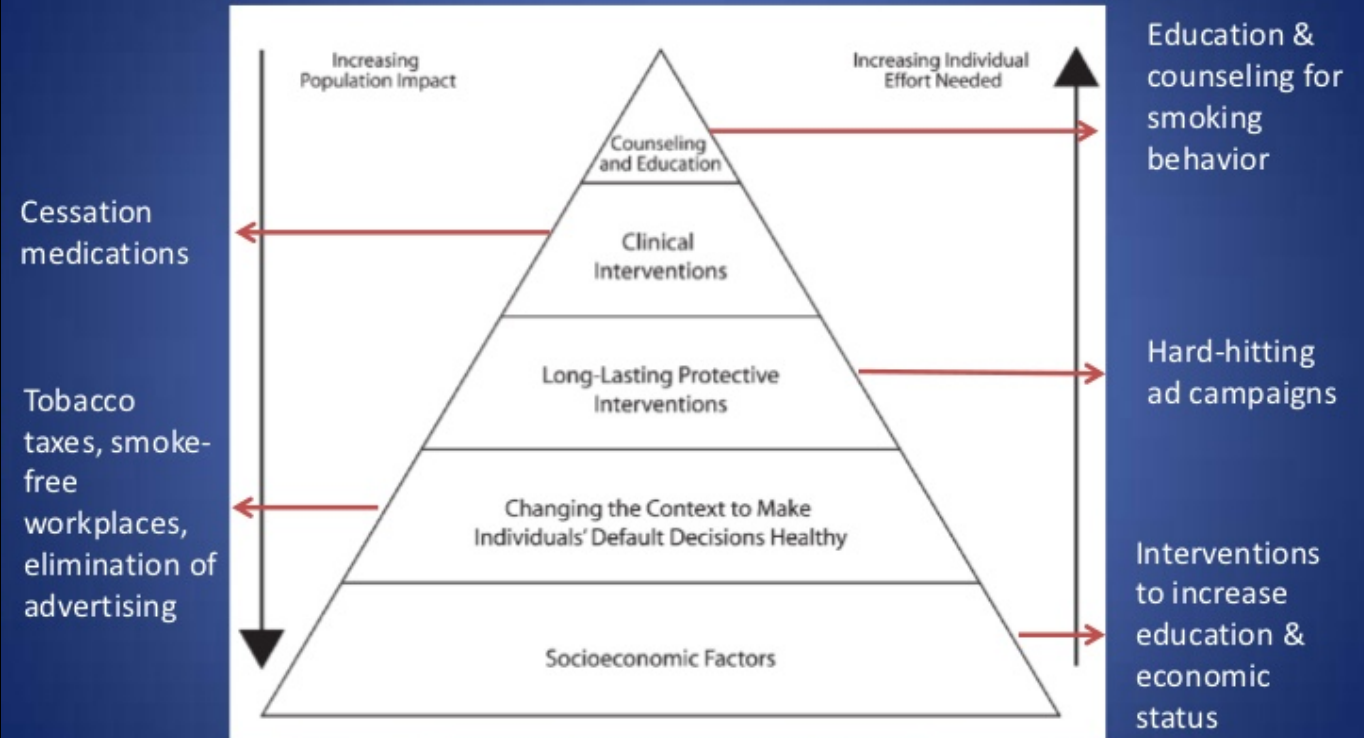 Increasing
Population Impact
Increasing Individual
Effort Needed
Education &
counseling for
smoking
behavior
Counseling
and Education
Cessation
medications
Clinical
Interventions
Hard-hitting
ad campaigns
Long-Lasting Protective
Interventions
Tobacco
taxes, smoke-
free
workplaces,
elimination of
advertising
Changing the Context to Make
Individuals' Default Decisions Healthy
Interventions
to increase
education &
economic
status
Socioeconomic Factors